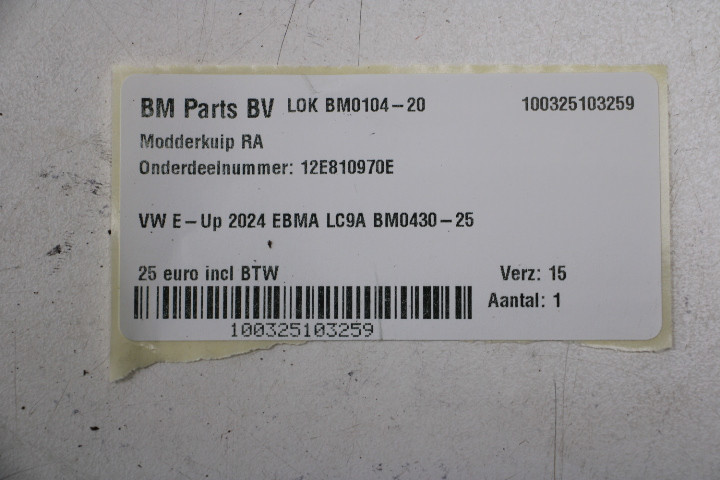 BM Parts BV LOK BM0104-20 100325103259
Modderkuip RA
Onderdeelnummer: 12E810970E
VW E-Up 2024 EBMA LC9A BM0430-25
25 euro incl BTW Verz: 15
Aantal: 1
100325103259